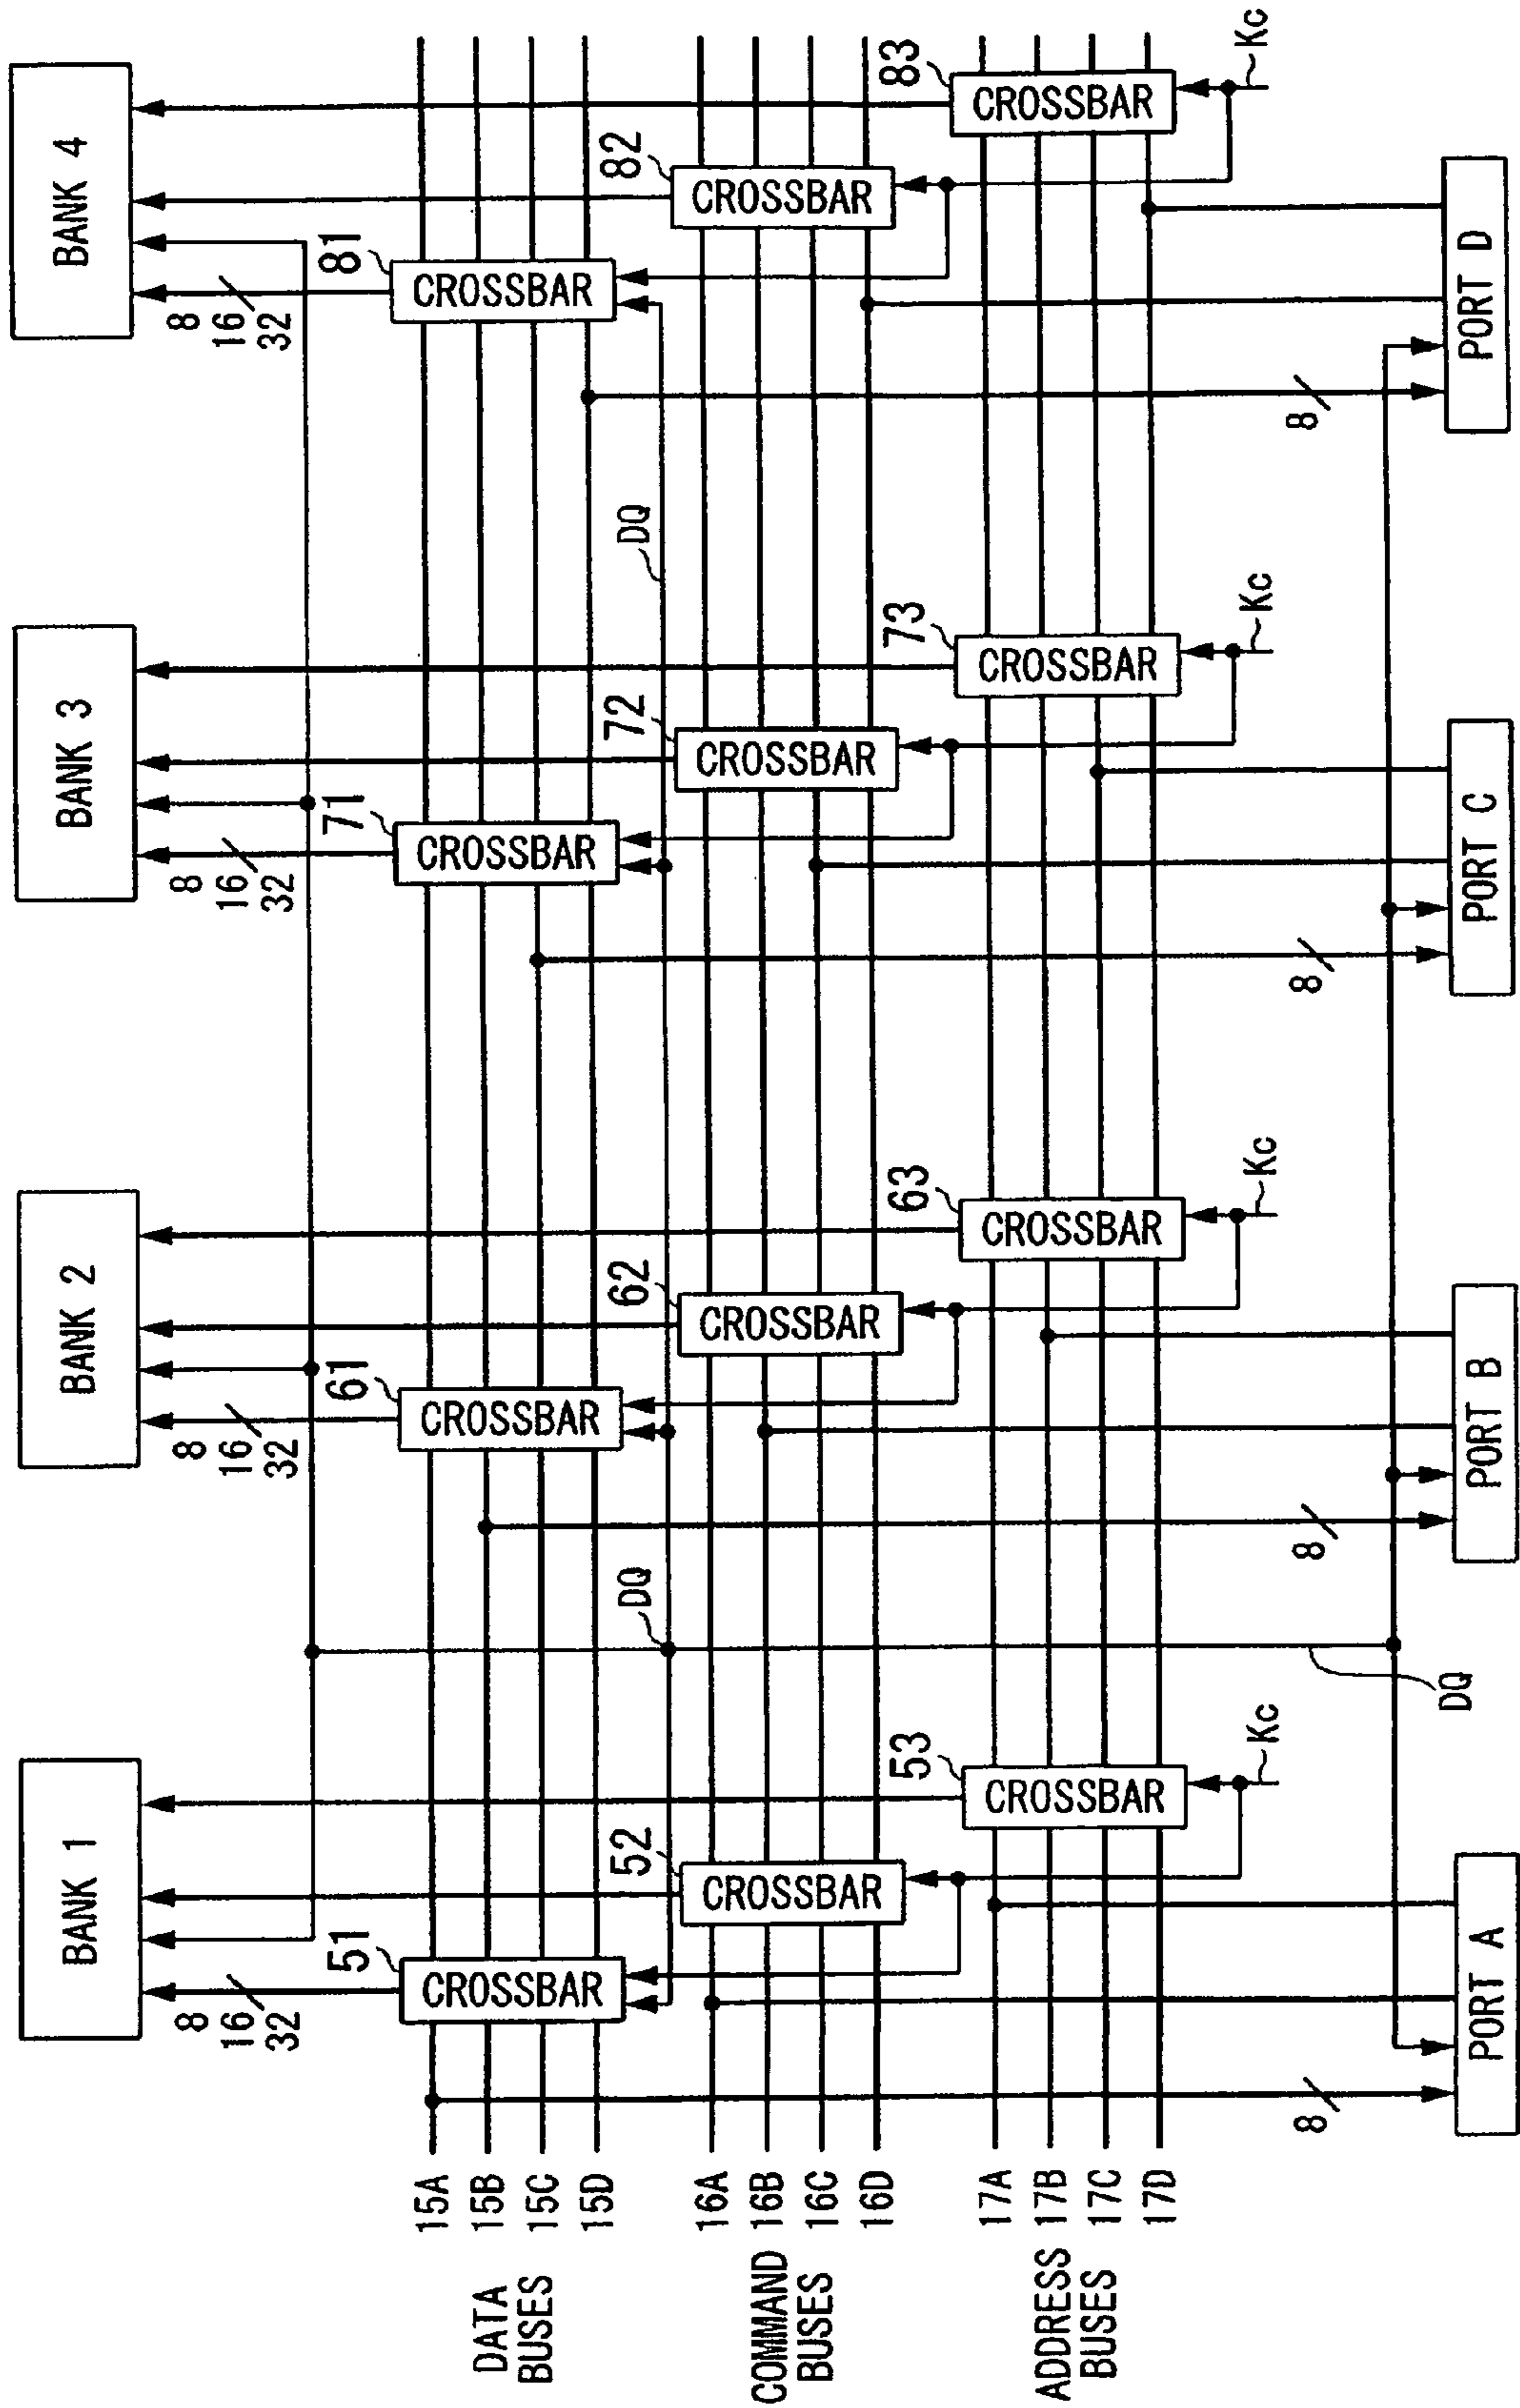 BANK 1
BANK 2
BANK 3
BANK 4
8
16
32
8
16
32
8
16
32
8
16
32
51
CROSSBAR
61
CROSSBAR
71
CROSSBAR
81
CROSSBAR
15A
15B
15C
15D
DATA
BUSES
DQ
DQ
52
CROSSBAR
62
CROSSBAR
72
CROSSBAR
82
CROSSBAR
16A
16B
16C
16D
COMMAND
BUSES
53
CROSSBAR
63
CROSSBAR
73
CROSSBAR
83
CROSSBAR
17A
17B
17C
17D
ADDRESS
BUSES
Kc
Kc
Kc
Kc
8
8
8
8
DQ
PORT A
PORT B
PORT C
PORT D